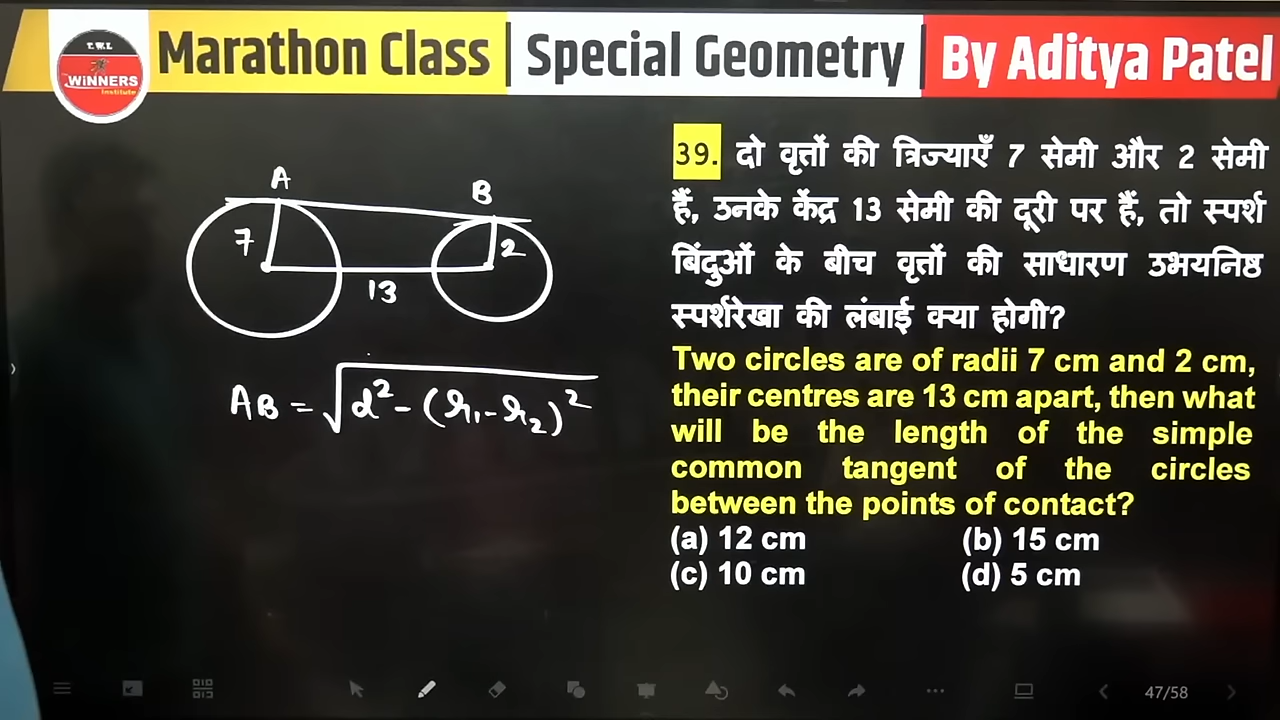 T.W.I.
WINNERS
Institute
Marathon Class | Special Geometry By Aditya Patel
39. दो वृत्तों की त्रिज्याएँ 7 सेमी और 2 सेमी
हैं, उनके केंद्र 13 सेमी की दूरी पर हैं, तो स्पर्श
बिंदुओं के बीच वृत्तों की साधारण उभयनिष्ठ
स्पर्शरेखा की लंबाई क्या होगी?
Two circles are of radii 7 cm and 2 cm,
their centres are 13 cm apart, then what
will be the length of the simple
common tangent of the circles
between the points of contact?
(a) 12 cm (b) 15 cm
(c) 10 cm (d) 5 cm
A
B
7
2
13
AB = √d² - (r₁-r₂)²
47/58